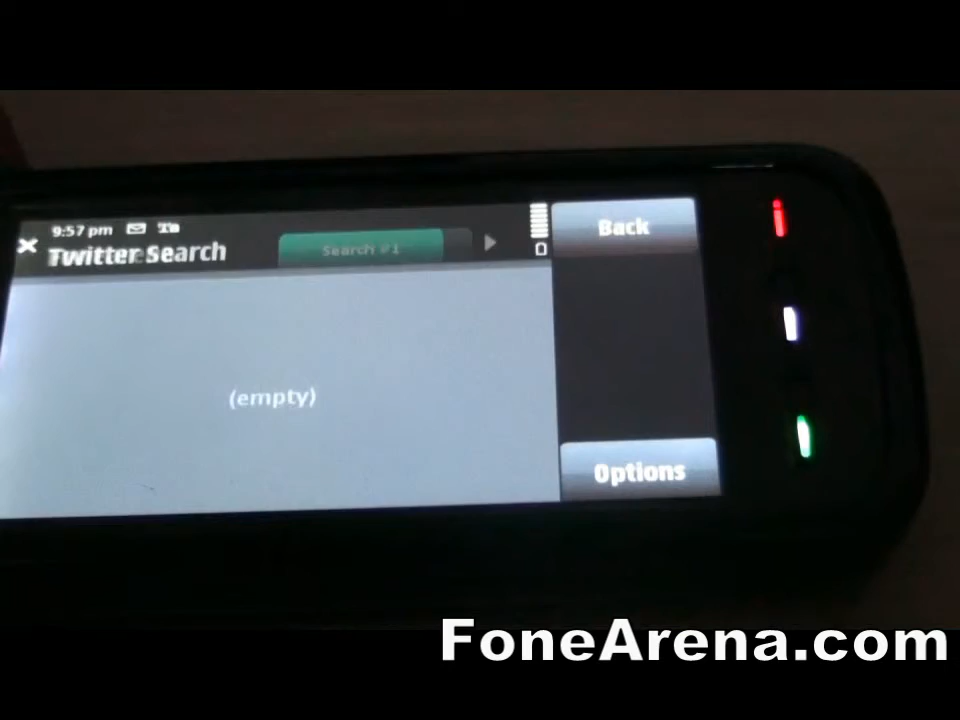 9:57 pm
Twitter Search
Search #1
Back
(empty)
Options
FoneArena.com